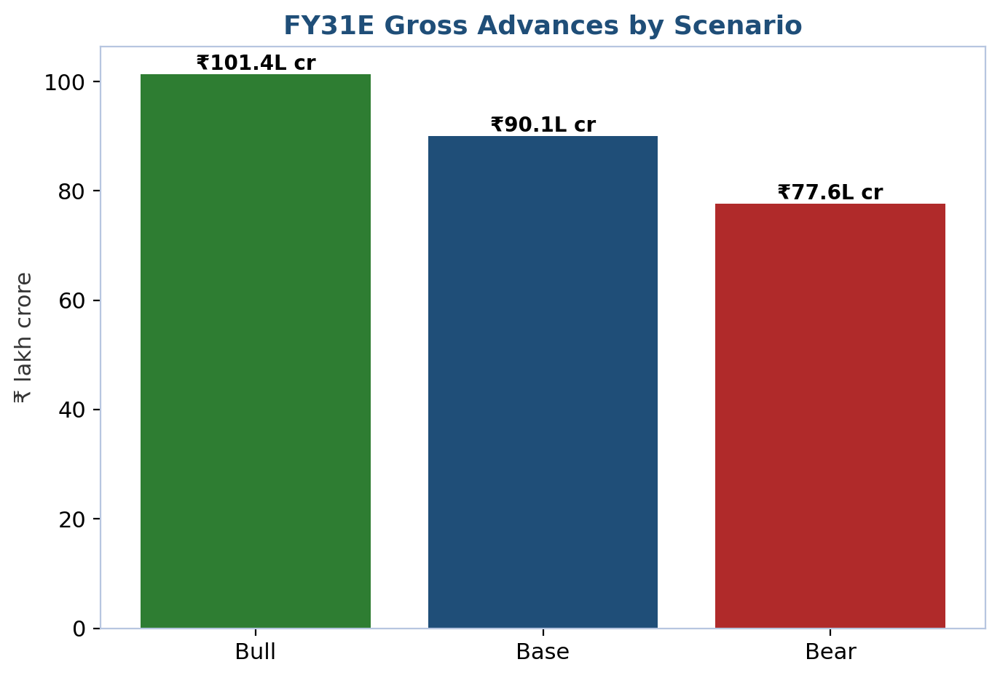 FY31E Gross Advances by Scenario
₹101.4L cr
₹90.1L cr
₹77.6L cr
100
80
60
40
20
0
₹ lakh crore
Bull
Base
Bear